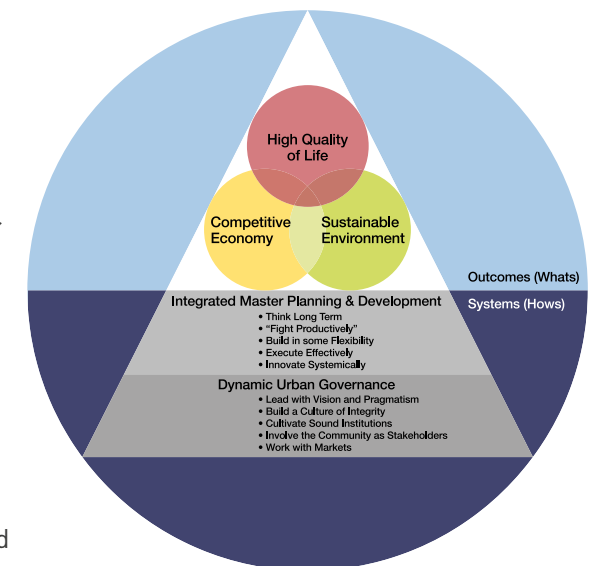 High Quality
of Life
Competitive
Economy
Sustainable
Environment
Outcomes (Whats)
Systems (Hows)
Integrated Master Planning & Development
• Think Long Term
• “Fight Productively”
• Build in some Flexibility
• Execute Effectively
• Innovate Systemically
Dynamic Urban Governance
• Lead with Vision and Pragmatism
• Build a Culture of Integrity
• Cultivate Sound Institutions
• Involve the Community as Stakeholders
• Work with Markets